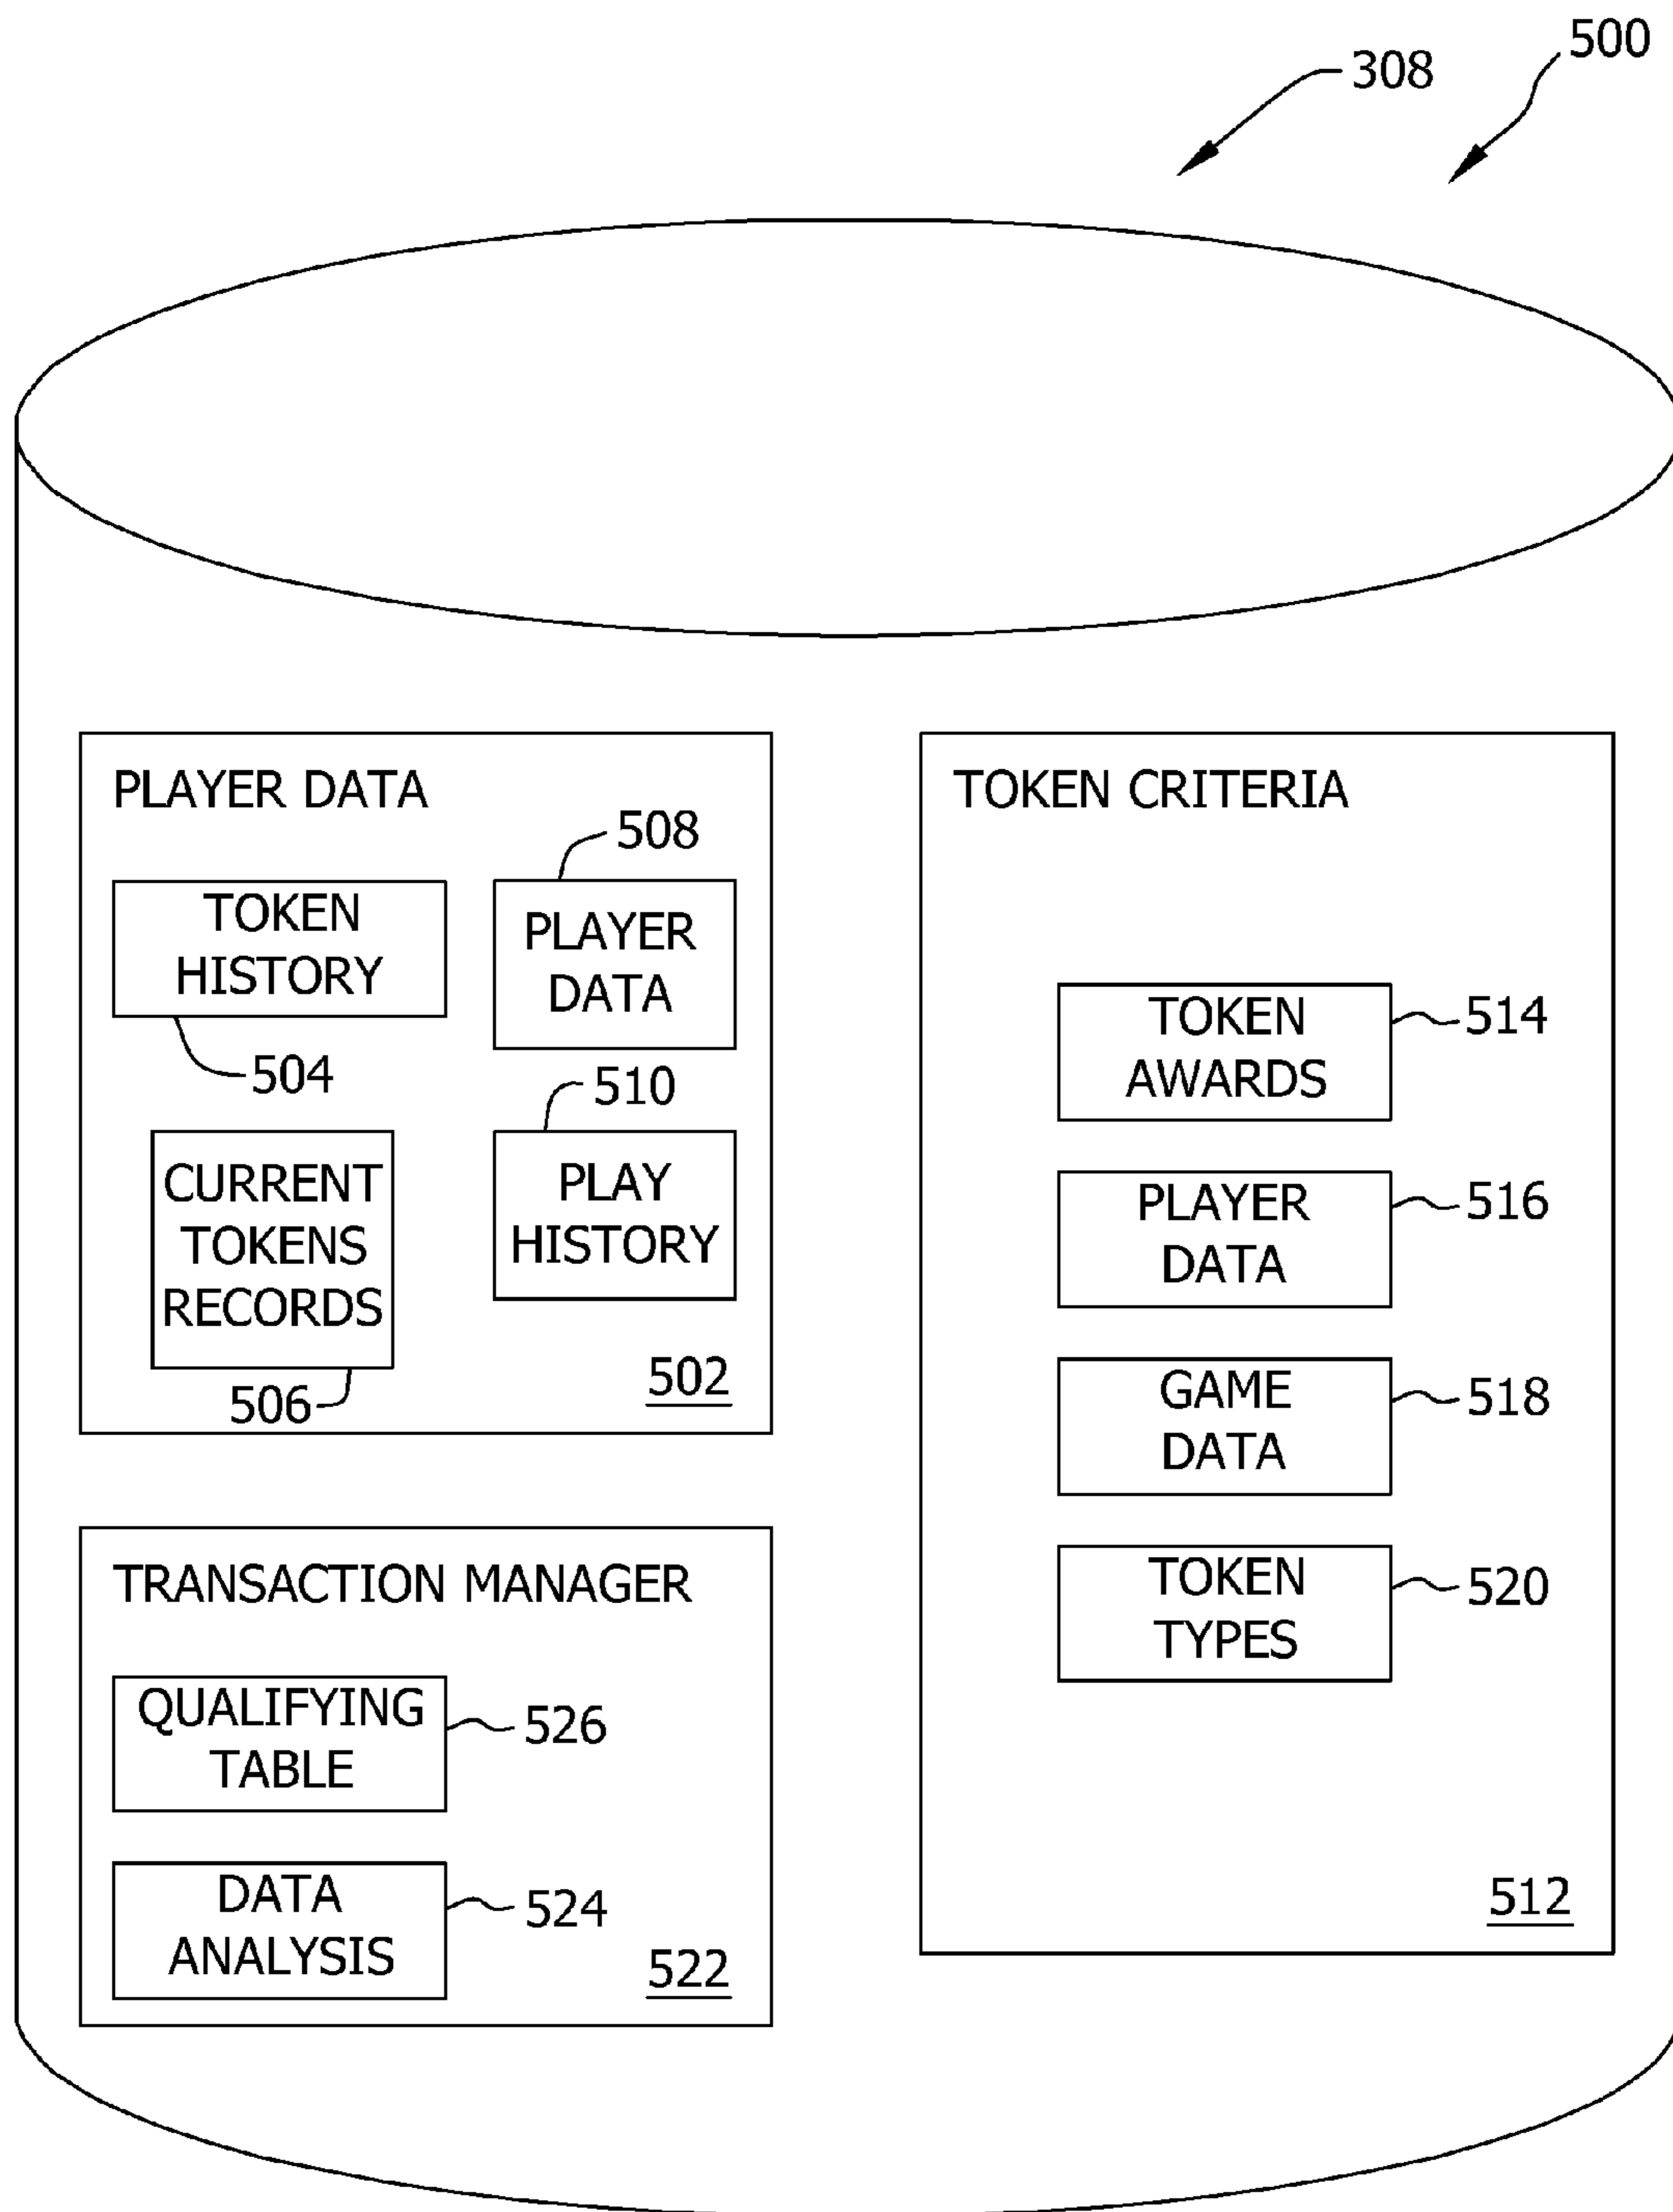 500
308
PLAYER DATA
508
TOKEN
HISTORY
PLAYER
DATA
504
510
CURRENT
TOKENS
RECORDS
PLAY
HISTORY
506
502
TOKEN CRITERIA
TOKEN
AWARDS
514
PLAYER
DATA
516
GAME
DATA
518
TOKEN
TYPES
520
512
TRANSACTION MANAGER
QUALIFYING
TABLE
526
DATA
ANALYSIS
524
522